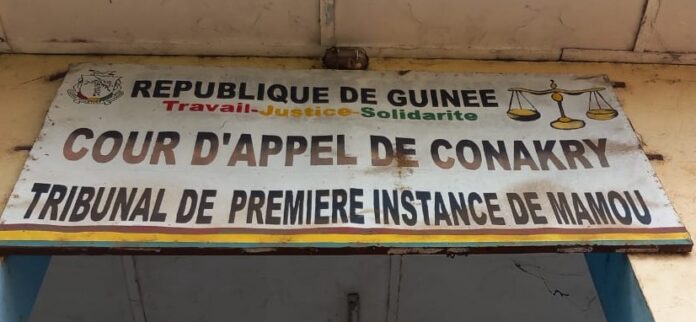 REPUBLIQUE DE GUINEE
Travail-Justice-Solidarite
COUR D'APPEL DE CONAKRY
TRIBUNAL DE PREMIERE INSTANCE DE MAMOU